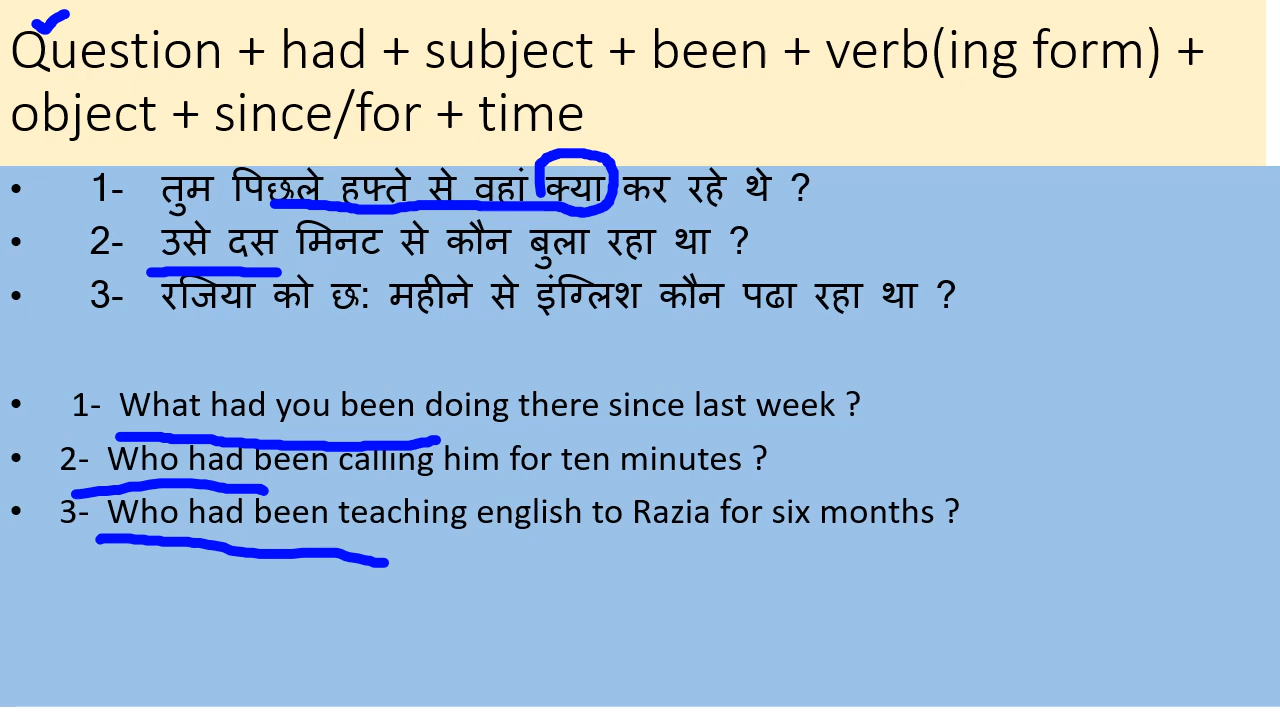 Question + had + subject + been + verb(ing form) +
object + since/for + time
• 1- तुम पिछले हफ्ते से वहां क्या कर रहे थे ?
• 2- उसे दस मिनट से कौन बुला रहा था ?
• 3- रजिया को छ: महीने से इंग्लिश कौन पढा रहा था ?
• 1- What had you been doing there since last week ?
• 2- Who had been calling him for ten minutes ?
• 3- Who had been teaching english to Razia for six months ?